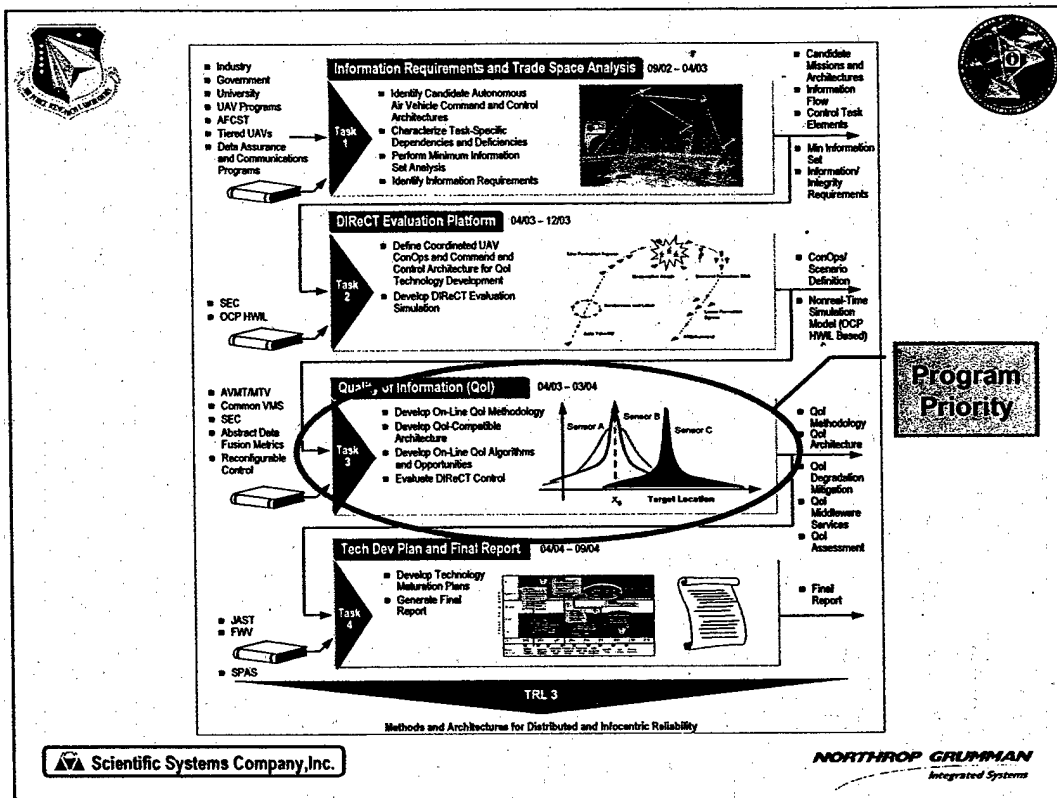 Information Requirements and Trade Space Analysis 09/02 – 04/03
Industry
Government
University
UAV Programs
AFCST
Tiered UAVs
Data Assurance
and Communications
Programs
Task
1
Identify Candidate Autonomous
Air Vehicle Command and Control
Architectures
Characterize Task-Specific
Dependencies and Deficiencies
Perform Minimum Information
Set Analysis
Identify Information Requirements
Candidate
Missions and
Architectures
Information
Flow
Control Task
Elements
Min Information
Set
Information/
Integrity
Requirements
DIReCT Evaluation Platform 04/03 – 12/03
SEC
OCP HWIL
Task
2
Define Coordinated UAV
ConOps and Command and
Control Architecture for QoI
Technology Development
Develop DIReCT Evaluation
Simulation
ConOps/
Scenario
Definition
Nonreal-Time
Simulation
Model (OCP
HWIL Based)
Program
Priority
Quality of Information (QoI) 04/03 – 03/04
AVMT/MTV
Common VMS
SEC
Abstract Data
Fusion Metrics
Reconfigurable
Control
Task
3
Develop On-Line QoI Methodology
Develop QoI-Compatible
Architecture
Develop On-Line QoI Algorithms
and Opportunities
Evaluate DIReCT Control
Sensor A
Sensor B
Sensor C
X₀
Target Location
QoI
Methodology
QoI
Architecture
QoI
Degradation
Mitigation
QoI
Middleware
Services
QoI
Assessment
Tech Dev Plan and Final Report 04/04 – 09/04
JAST
FWV
SPAS
Task
4
Develop Technology
Maturation Plans
Generate Final
Report
Final
Report
TRL 3
Methods and Architectures for Distributed and Infocentric Reliability
Scientific Systems Company,Inc.
NORTHROP GRUMMAN
Integrated Systems